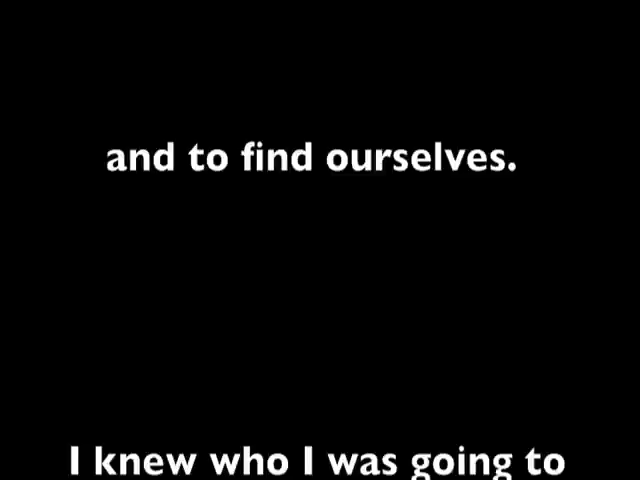 and to find ourselves.
I knew who I was going to